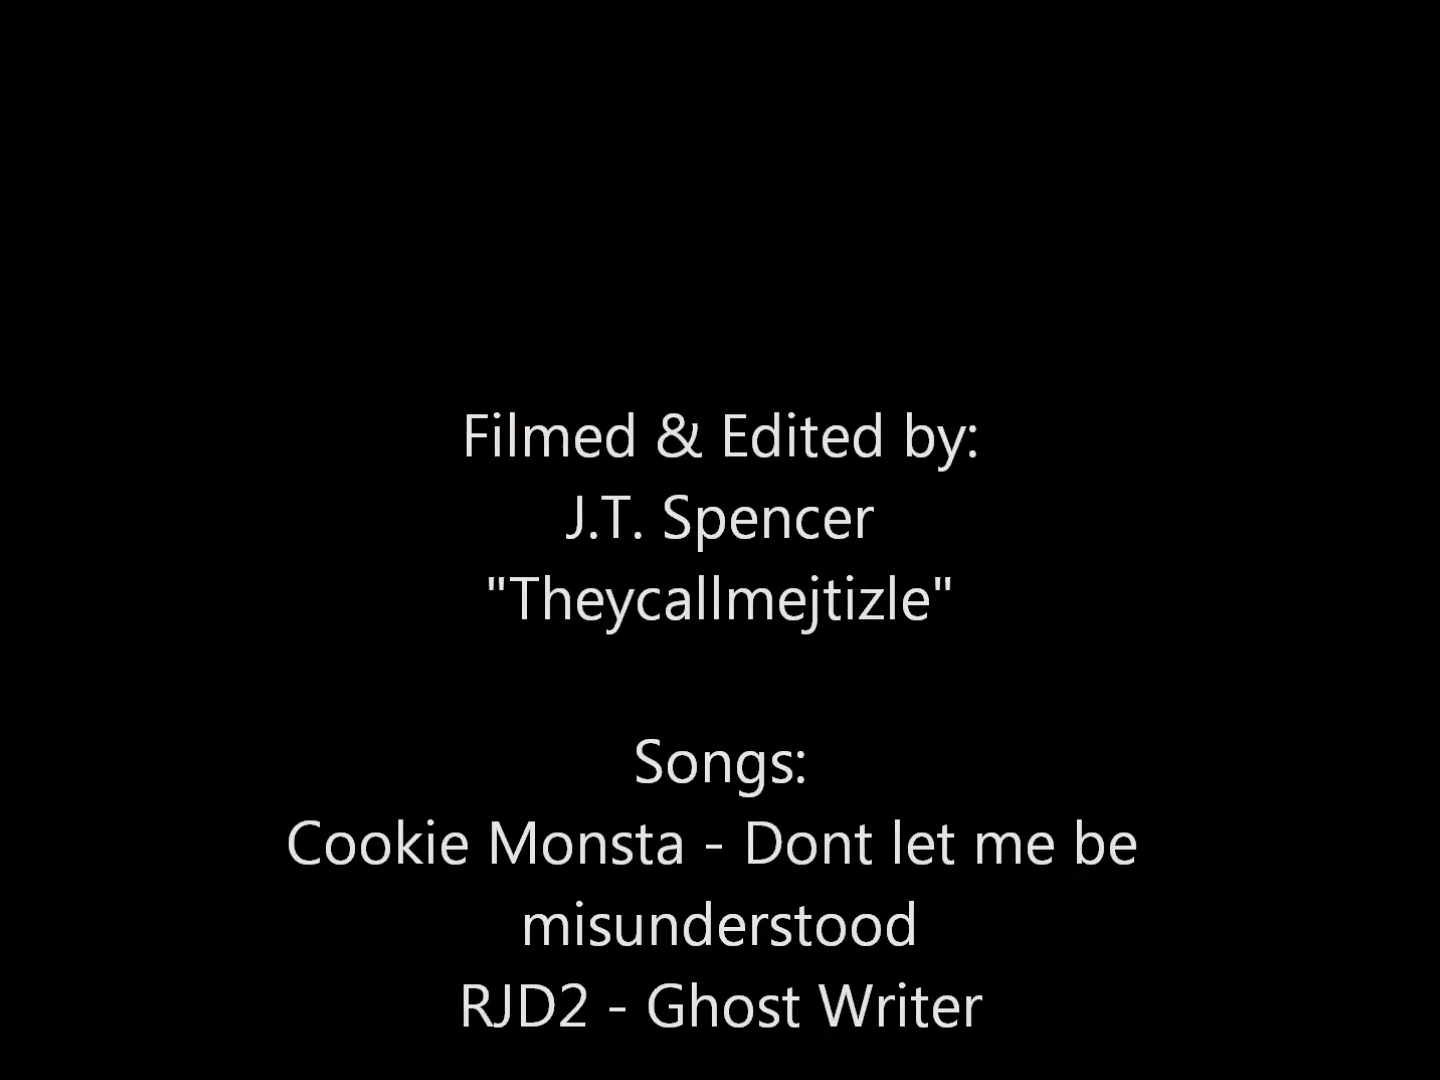 Filmed & Edited by:
J.T. Spencer
"Theycallmejtizle"
Songs:
Cookie Monsta - Dont let me be
misunderstood
RJD2 - Ghost Writer